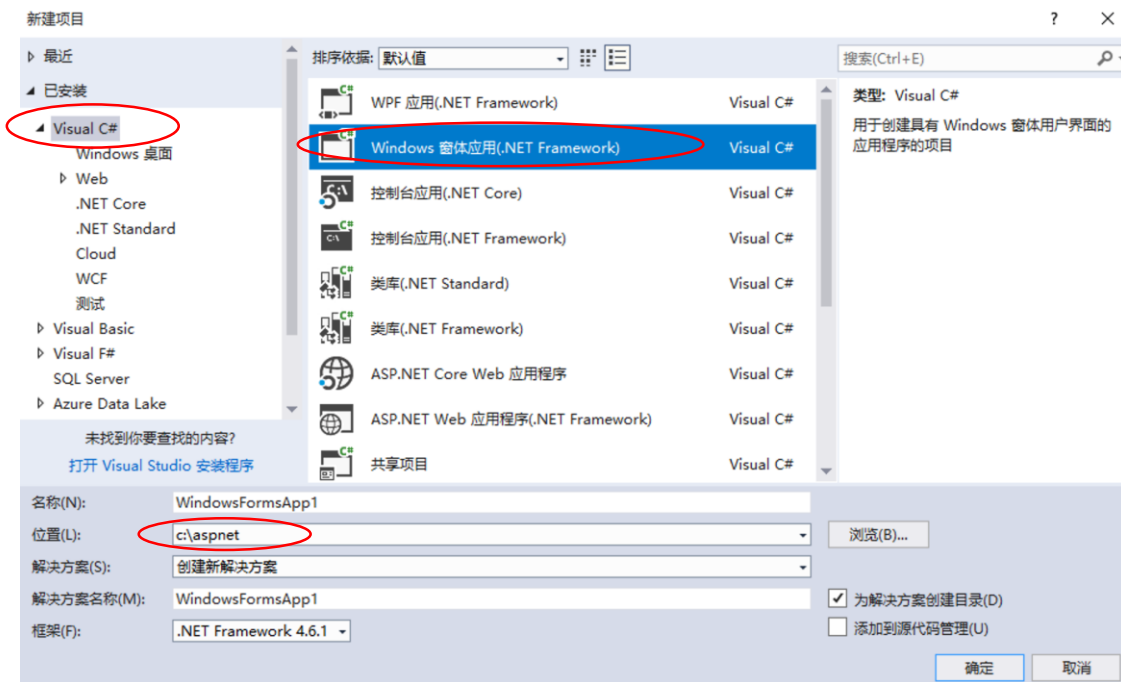 新建项目
?
最近
已安装
Visual C#
Windows 桌面
Web
.NET Core
.NET Standard
Cloud
WCF
测试
Visual Basic
Visual F#
SQL Server
Azure Data Lake
未找到你要查找的内容?
打开 Visual Studio 安装程序
排序依据: 默认值
WPF 应用(.NET Framework) Visual C#
Windows 窗体应用(.NET Framework) Visual C#
控制台应用(.NET Core) Visual C#
控制台应用(.NET Framework) Visual C#
类库(.NET Standard) Visual C#
类库(.NET Framework) Visual C#
ASP.NET Core Web 应用程序 Visual C#
ASP.NET Web 应用程序(.NET Framework) Visual C#
共享项目 Visual C#
搜索(Ctrl+E)
类型: Visual C#
用于创建具有 Windows 窗体用户界面的
应用程序的项目
名称(N): WindowsFormsApp1
位置(L): c:\aspnet 浏览(B)...
解决方案(S): 创建新解决方案
解决方案名称(M): WindowsFormsApp1 为解决方案创建目录(D)
框架(F): .NET Framework 4.6.1 添加到源代码管理(U)
确定 取消